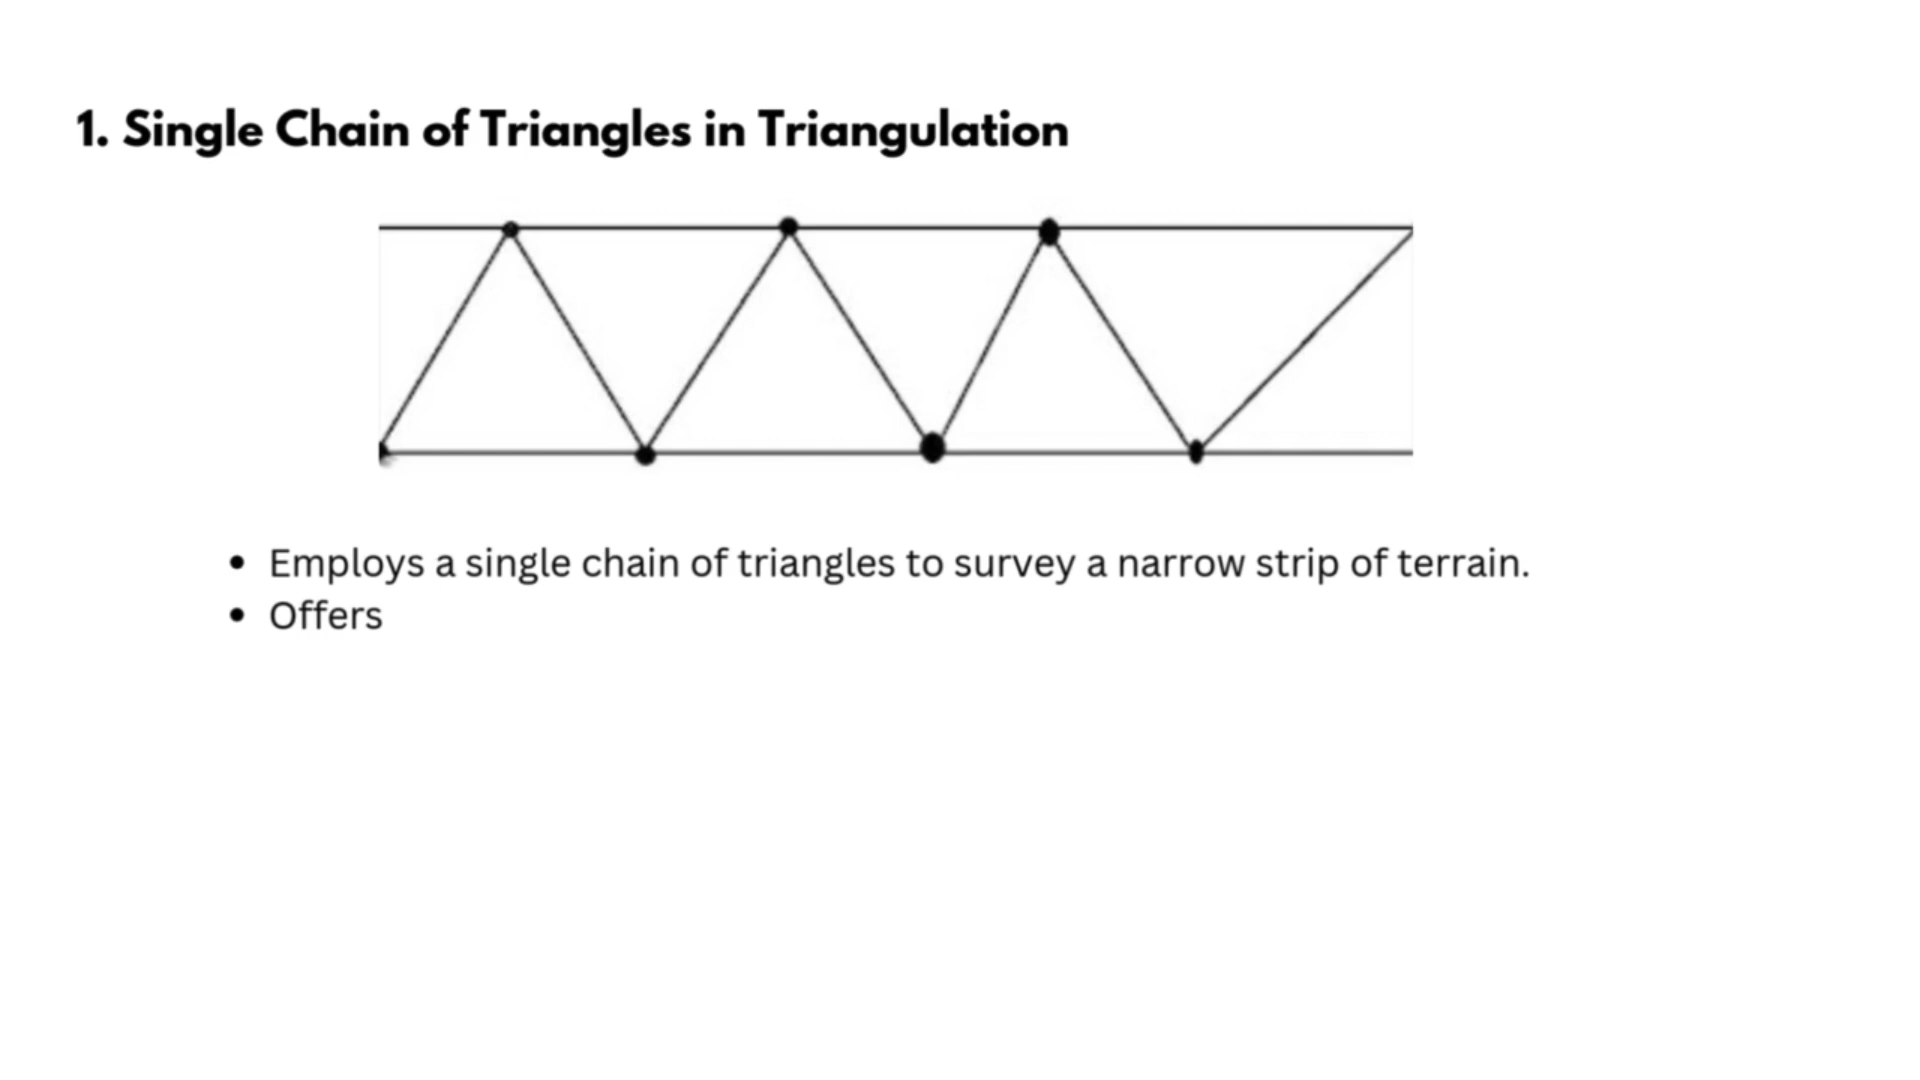 1. Single Chain of Triangles in Triangulation
• Employs a single chain of triangles to survey a narrow strip of terrain.
• Offers